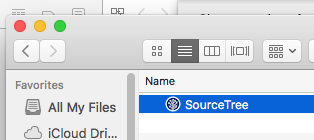 Name
Favorites
SourceTree
All My Files
iCloud Dri...